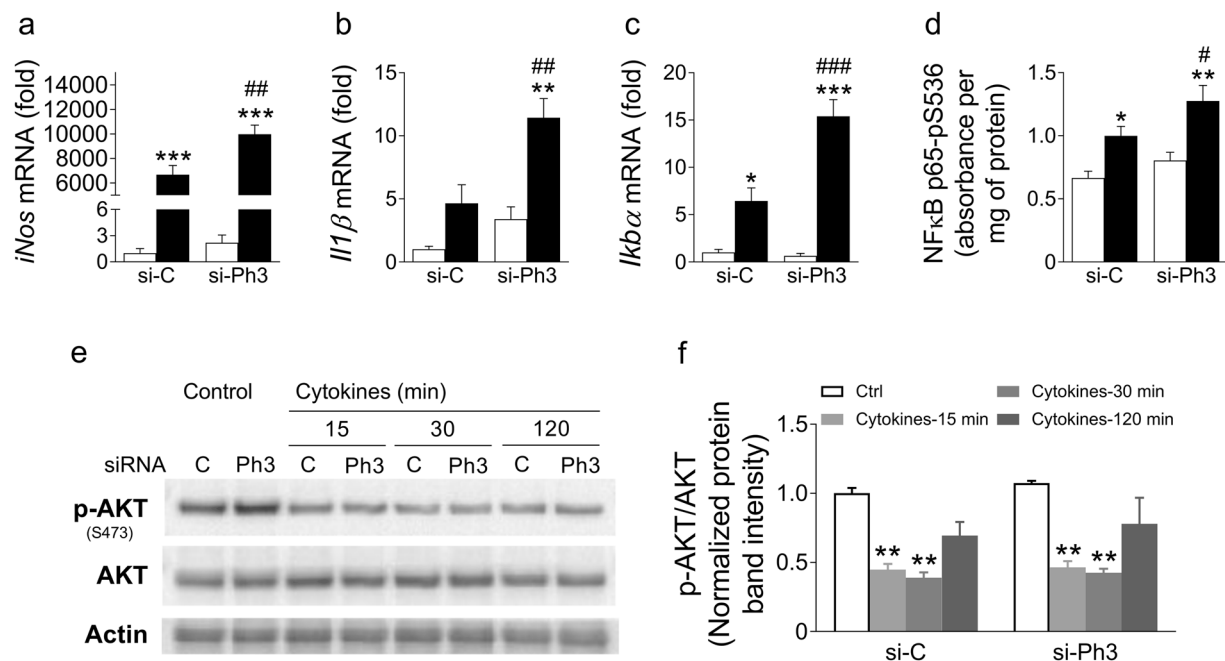 a
iNos mRNA (fold)
14000
12000
10000
8000
6000
6
3
0
***
##
***
si-C
si-Ph3
b
Il1β mRNA (fold)
15
10
5
0
##
**
si-C
si-Ph3
c
Ikbα mRNA (fold)
20
15
10
5
0
*
###
***
si-C
si-Ph3
d
NFκB p65-pS536
(absorbance per
mg of protein)
1.5
1.0
0.5
0
*
#
**
si-C
si-Ph3
e
Control Cytokines (min)
15 30 120
siRNA C Ph3 C Ph3 C Ph3 C Ph3
p-AKT
(S473)
AKT
Actin
f
Ctrl
Cytokines-15 min
Cytokines-30 min
Cytokines-120 min
p-AKT/AKT
(Normalized protein
band intensity)
1.5
1.0
0.5
0
** **
** **
si-C
si-Ph3